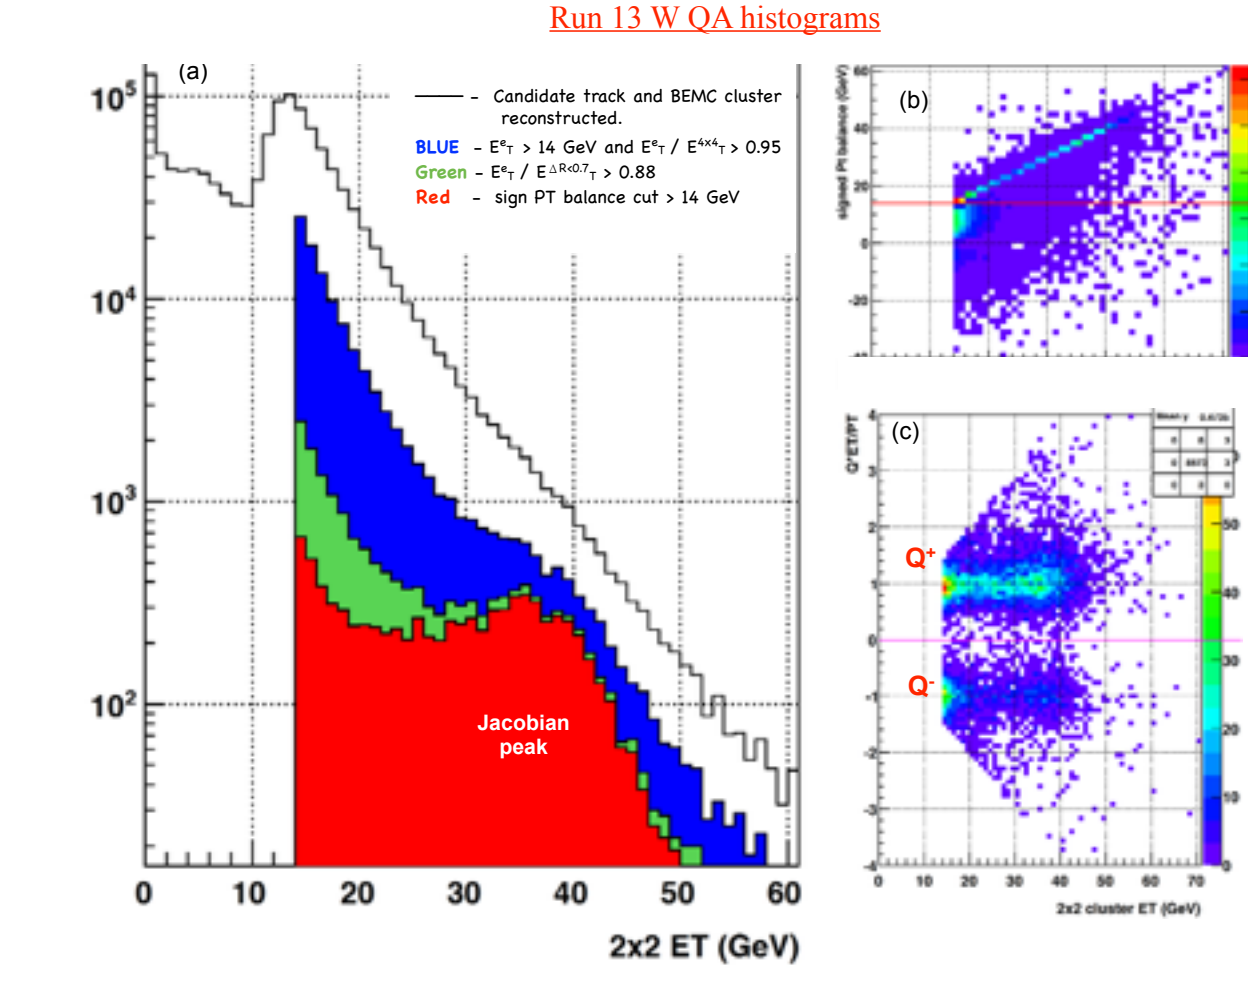 Run 13 W QA histograms
(a)
——— - Candidate track and BEMC cluster
reconstructed.
BLUE - EᵉT > 14 GeV and EᵉT / E⁴ˣ⁴T > 0.95
Green - EᵉT / E^ΔR<0.7T > 0.88
Red - sign PT balance cut > 14 GeV
10⁵
10⁴
10³
10²
Jacobian
peak
0 10 20 30 40 50 60
2x2 ET (GeV)
(b)
signed Pt balance (GeV)
60
40
20
0
-20
(c)
Q*ET/PT
4
3
2
1
0
-1
-2
-3
-4
Q⁺
Q⁻
50
40
30
20
10
0
0 10 20 30 40 50 60 70
2x2 cluster ET (GeV)